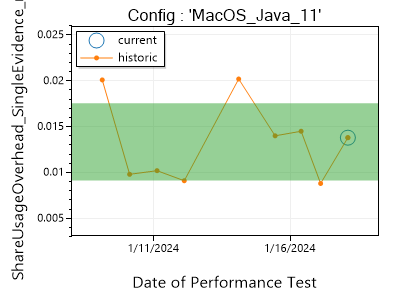 Config : 'MacOS_Java_11'
ShareUsageOverhead_SingleEvidence_
0.025
0.02
0.015
0.01
0.005
current
historic
1/11/2024
1/16/2024
Date of Performance Test